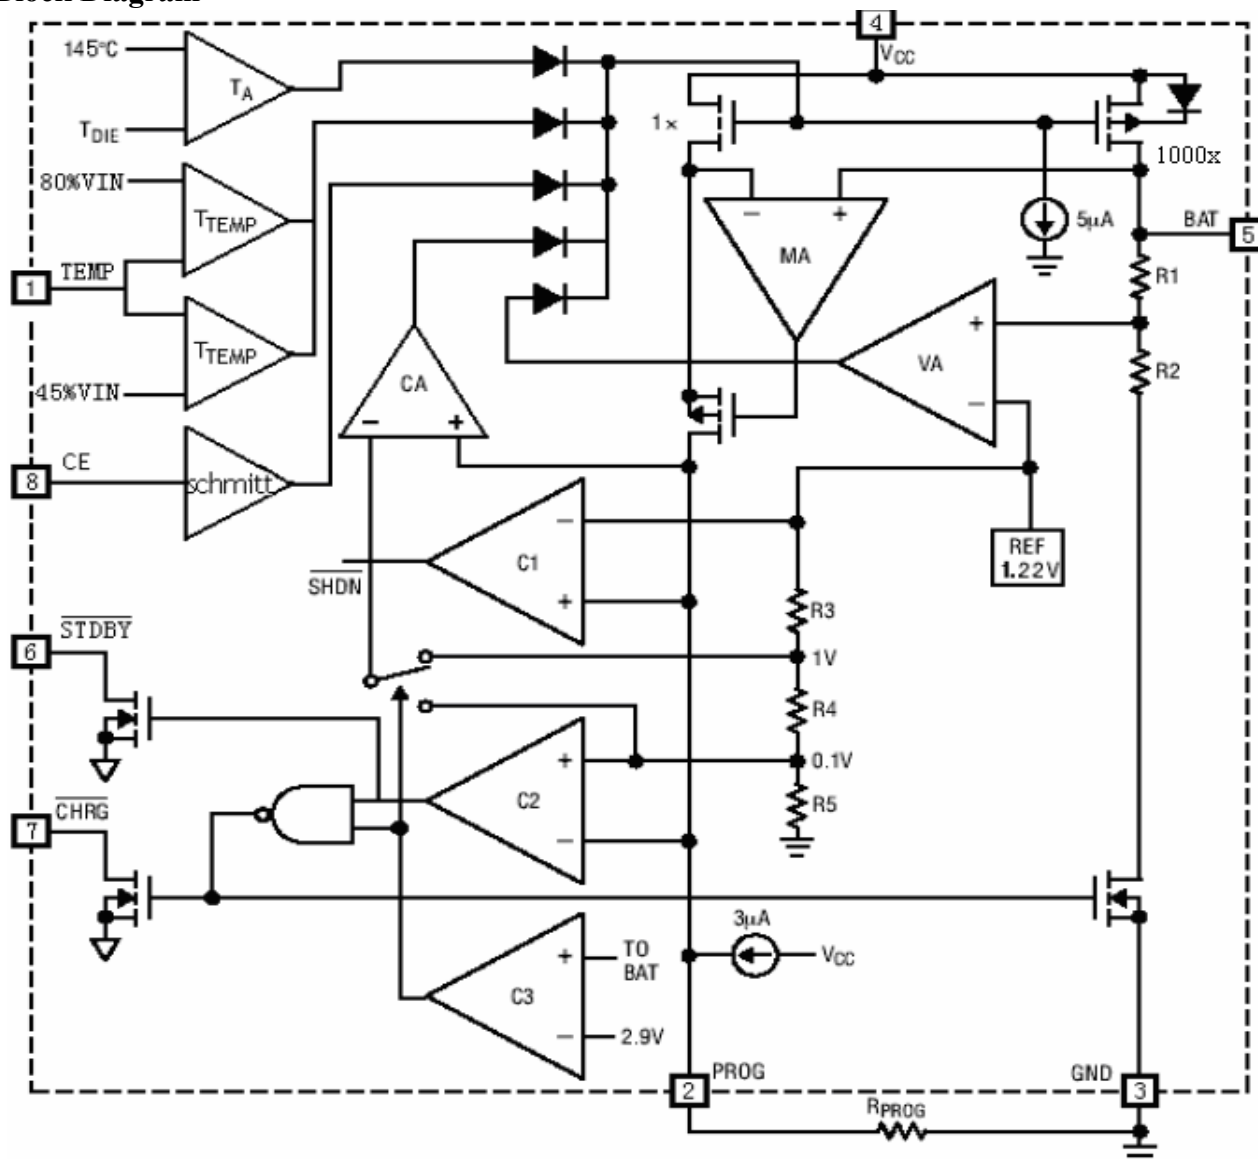 4
145°C
VCC
TA
TDIE
1×
1000x
80%VIN
TTEMP
− +
5µA
BAT
5
MA
TEMP
1
R1
+
TTEMP
VA
R2
CA
45%VIN
−
− +
CE
8
schmitt
−
REF
1.22V
C1
SHDN
+
R3
STDBY
6
1V
R4
+
0.1V
C2
R5
CHRG
7
−
3µA
VCC
+
TO
BAT
C3
−
2.9V
PROG
GND
2
3
RPROG